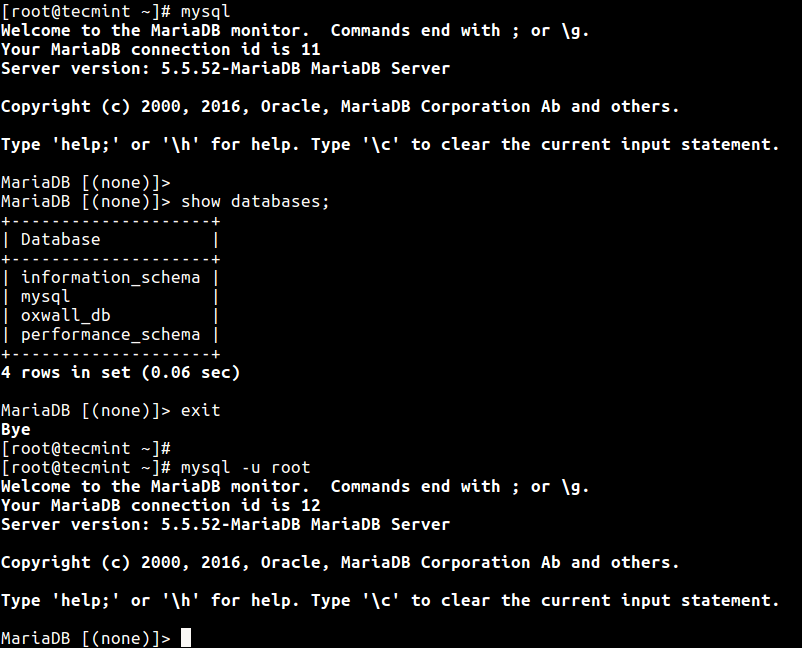 [root@tecmint ~]# mysql
Welcome to the MariaDB monitor.  Commands end with ; or \g.
Your MariaDB connection id is 11
Server version: 5.5.52-MariaDB MariaDB Server
Copyright (c) 2000, 2016, Oracle, MariaDB Corporation Ab and others.
Type 'help;' or '\h' for help. Type '\c' to clear the current input statement.
MariaDB [(none)]>
MariaDB [(none)]> show databases;
+--------------------+
| Database           |
+--------------------+
| information_schema |
| mysql              |
| oxwall_db          |
| performance_schema |
+--------------------+
4 rows in set (0.06 sec)
MariaDB [(none)]> exit
Bye
[root@tecmint ~]#
[root@tecmint ~]# mysql -u root
Welcome to the MariaDB monitor.  Commands end with ; or \g.
Your MariaDB connection id is 12
Server version: 5.5.52-MariaDB MariaDB Server
Copyright (c) 2000, 2016, Oracle, MariaDB Corporation Ab and others.
Type 'help;' or '\h' for help. Type '\c' to clear the current input statement.
MariaDB [(none)]>